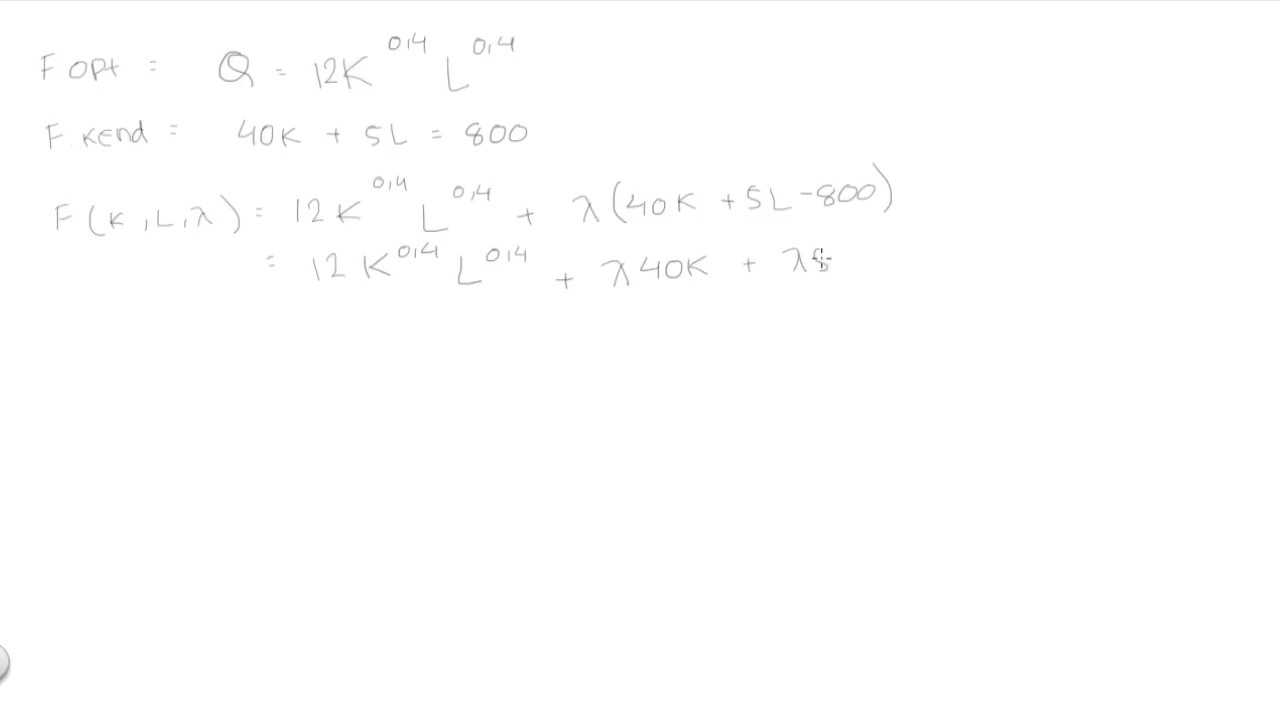 F opt = Q = 12K^0,4 L^0,4
F. kend = 40K + 5L = 800
F(K,L,λ) = 12K^0,4 L^0,4 + λ(40K + 5L - 800)
= 12K^0,4 L^0,4 + λ40K + λ